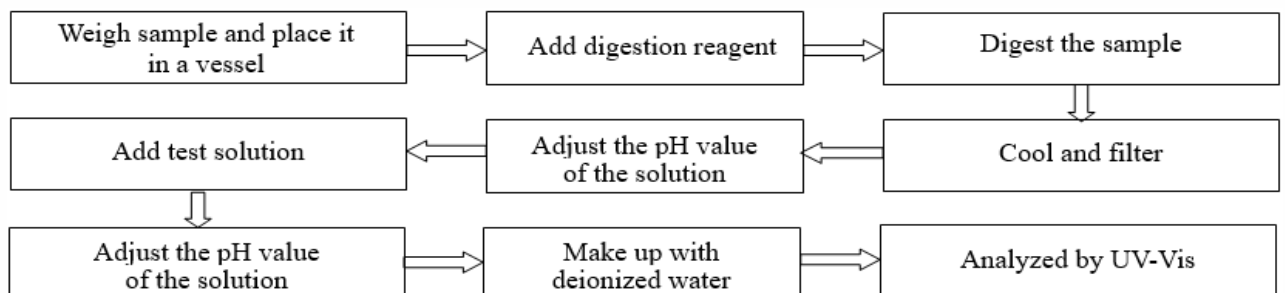 Weigh sample and place it
in a vessel
Add digestion reagent
Digest the sample
Cool and filter
Adjust the pH value
of the solution
Add test solution
Adjust the pH value
of the solution
Make up with
deionized water
Analyzed by UV-Vis